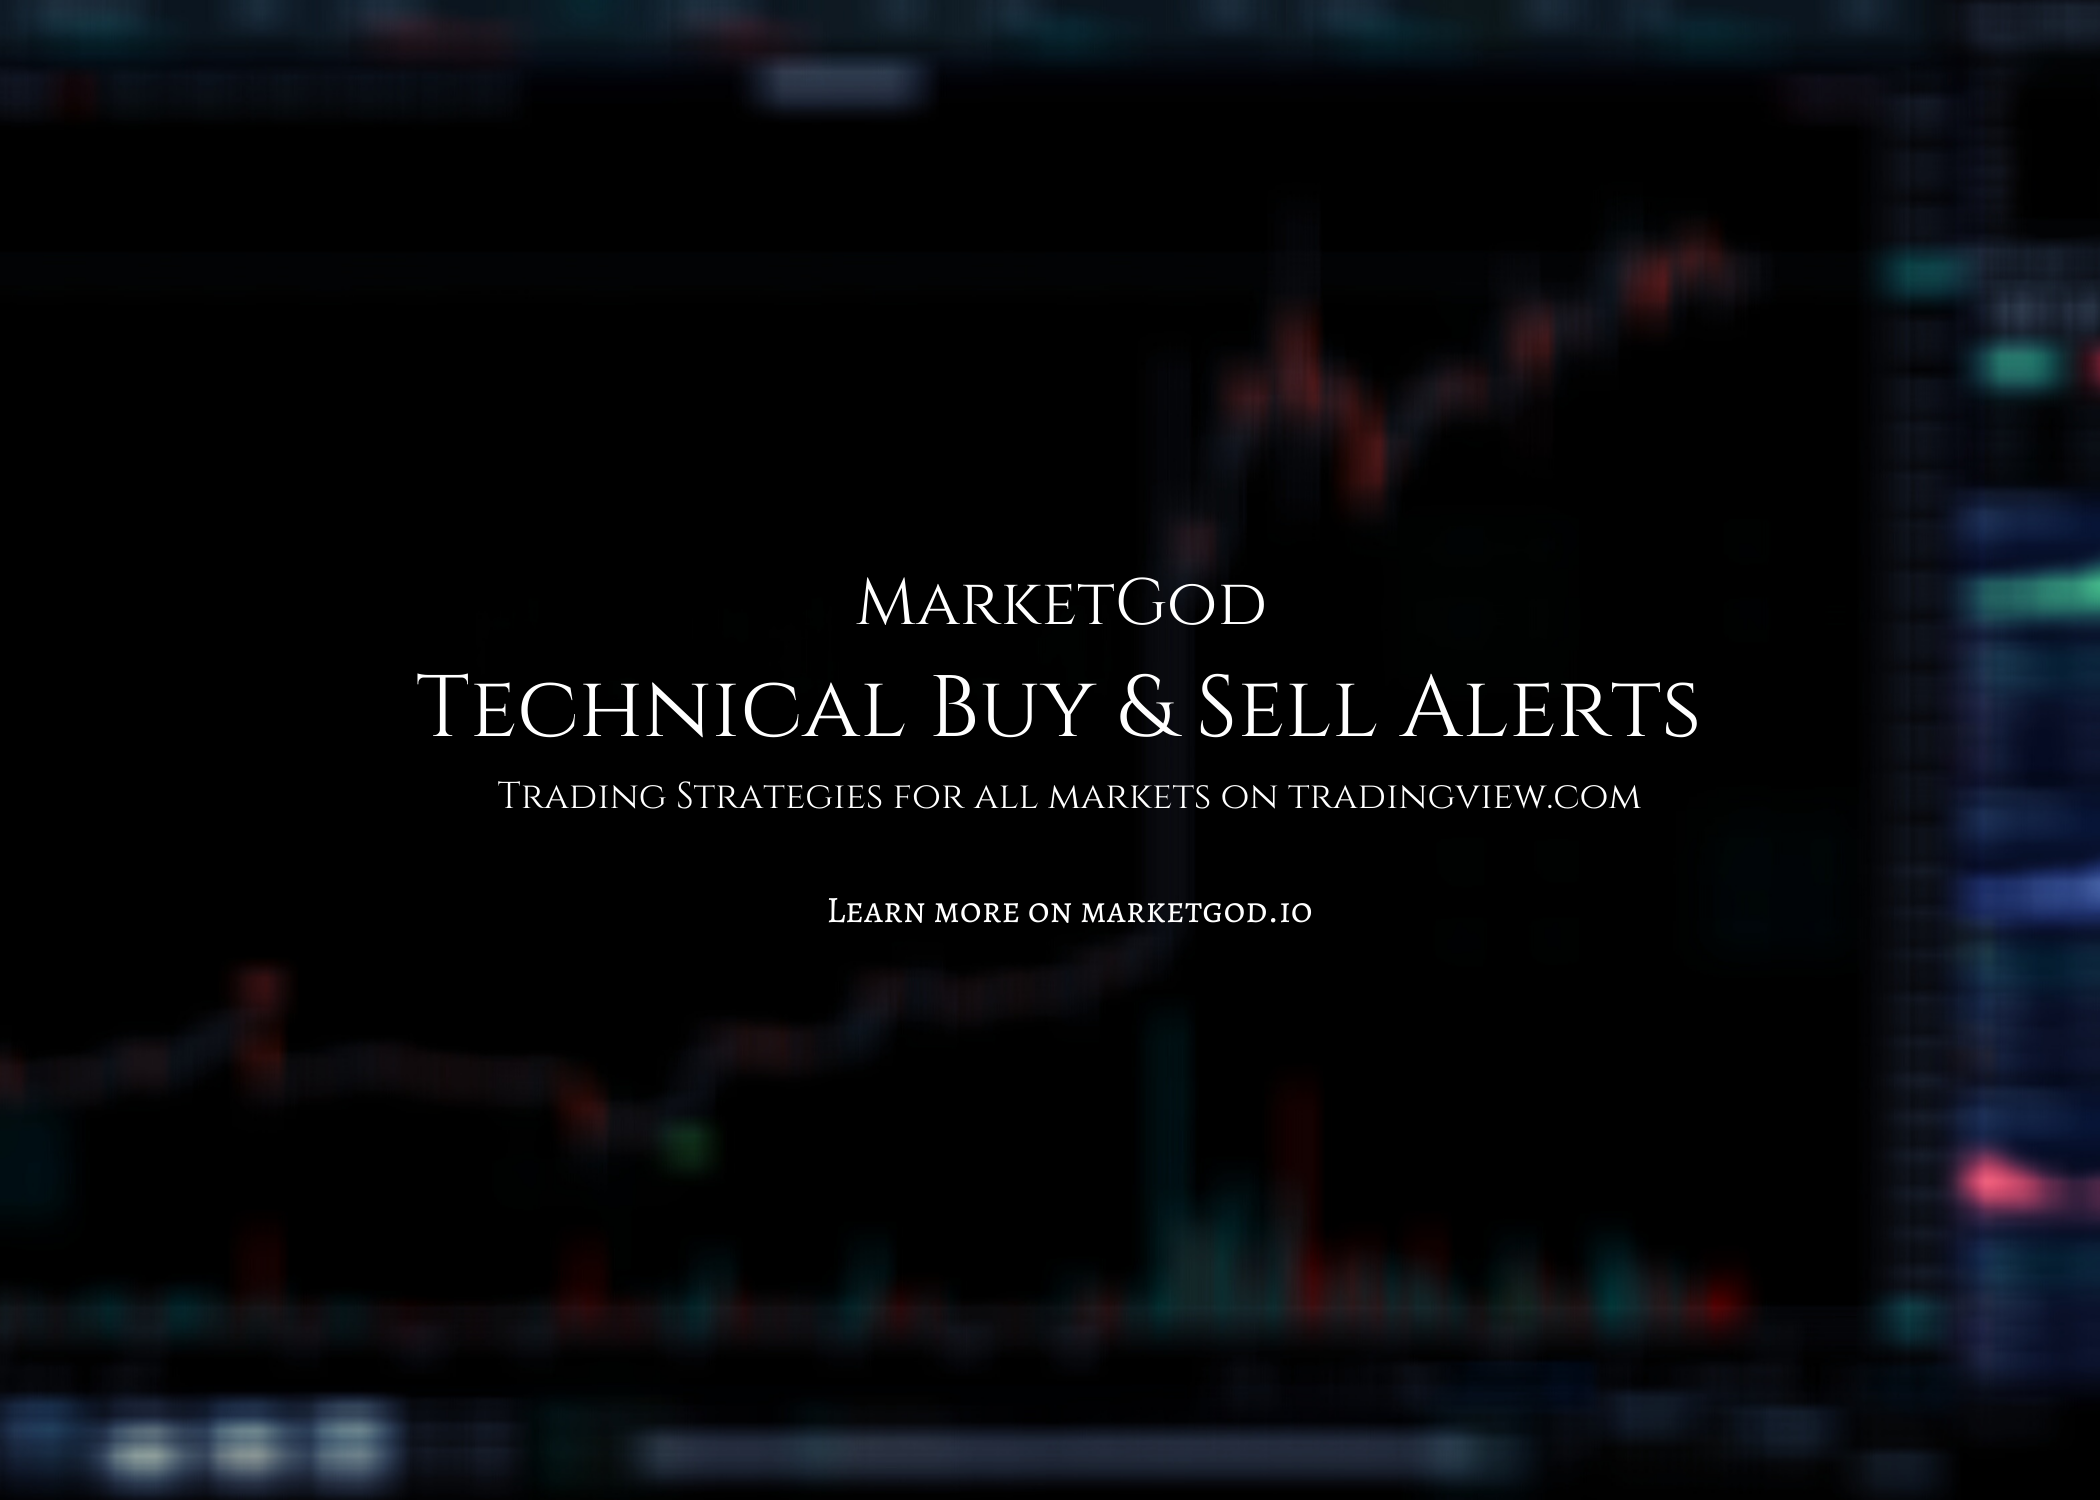 MarketGod
Technical Buy & Sell Alerts
Trading Strategies for all markets on tradingview.com
Learn more on marketgod.io